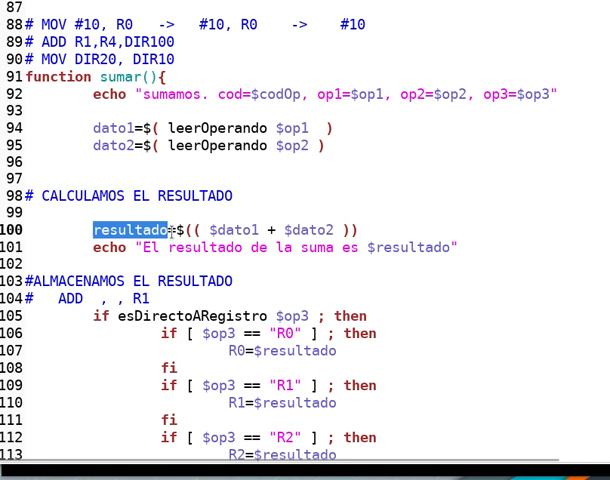 87
88 # MOV #10, R0   ->   #10, R0   ->    #10
89 # ADD R1,R4,DIR100
90 # MOV DIR20, DIR10
91 function sumar(){
92 echo "sumamos. cod=$codOp, op1=$op1, op2=$op2, op3=$op3"
93
94 dato1=$( leerOperando $op1  )
95 dato2=$( leerOperando $op2 )
96
97
98 # CALCULAMOS EL RESULTADO
99
100 resultado=$(( $dato1 + $dato2 ))
101 echo "El resultado de la suma es $resultado"
102
103 #ALMACENAMOS EL RESULTADO
104 #   ADD  , , R1
105 if esDirectoARegistro $op3 ; then
106 if [ $op3 == "R0" ] ; then
107 R0=$resultado
108 fi
109 if [ $op3 == "R1" ] ; then
110 R1=$resultado
111 fi
112 if [ $op3 == "R2" ] ; then
113 R2=$resultado